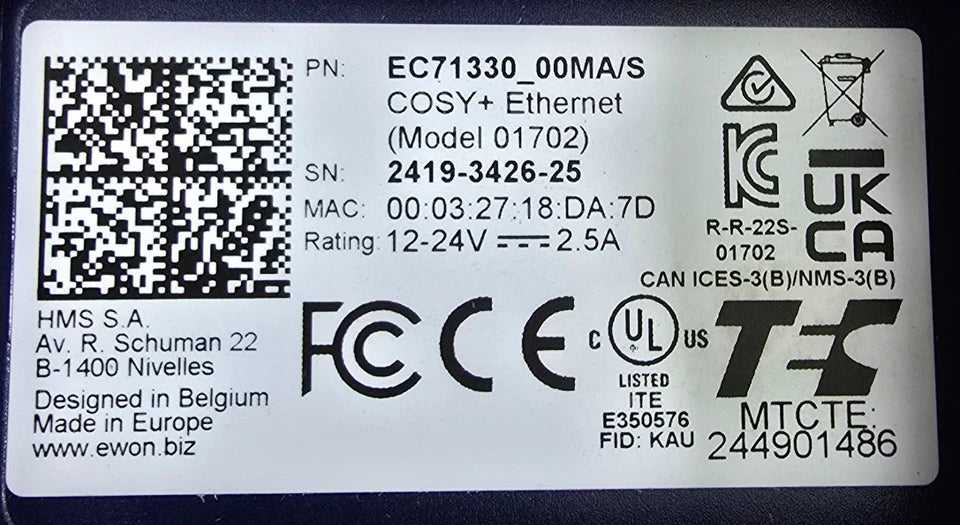 PN: EC71330_00MA/S
COSY+ Ethernet
(Model 01702)
SN: 2419-3426-25
MAC: 00:03:27:18:DA:7D
Rating: 12-24V 2.5A
HMS S.A.
Av. R. Schuman 22
B-1400 Nivelles
Designed in Belgium
Made in Europe
www.ewon.biz
R-R-22S-
01702
UK
CA
CAN ICES-3(B)/NMS-3(B)
FC CE
C UL US
LISTED
ITE
E350576
FID: KAU
TEC
MTCTE:
244901486